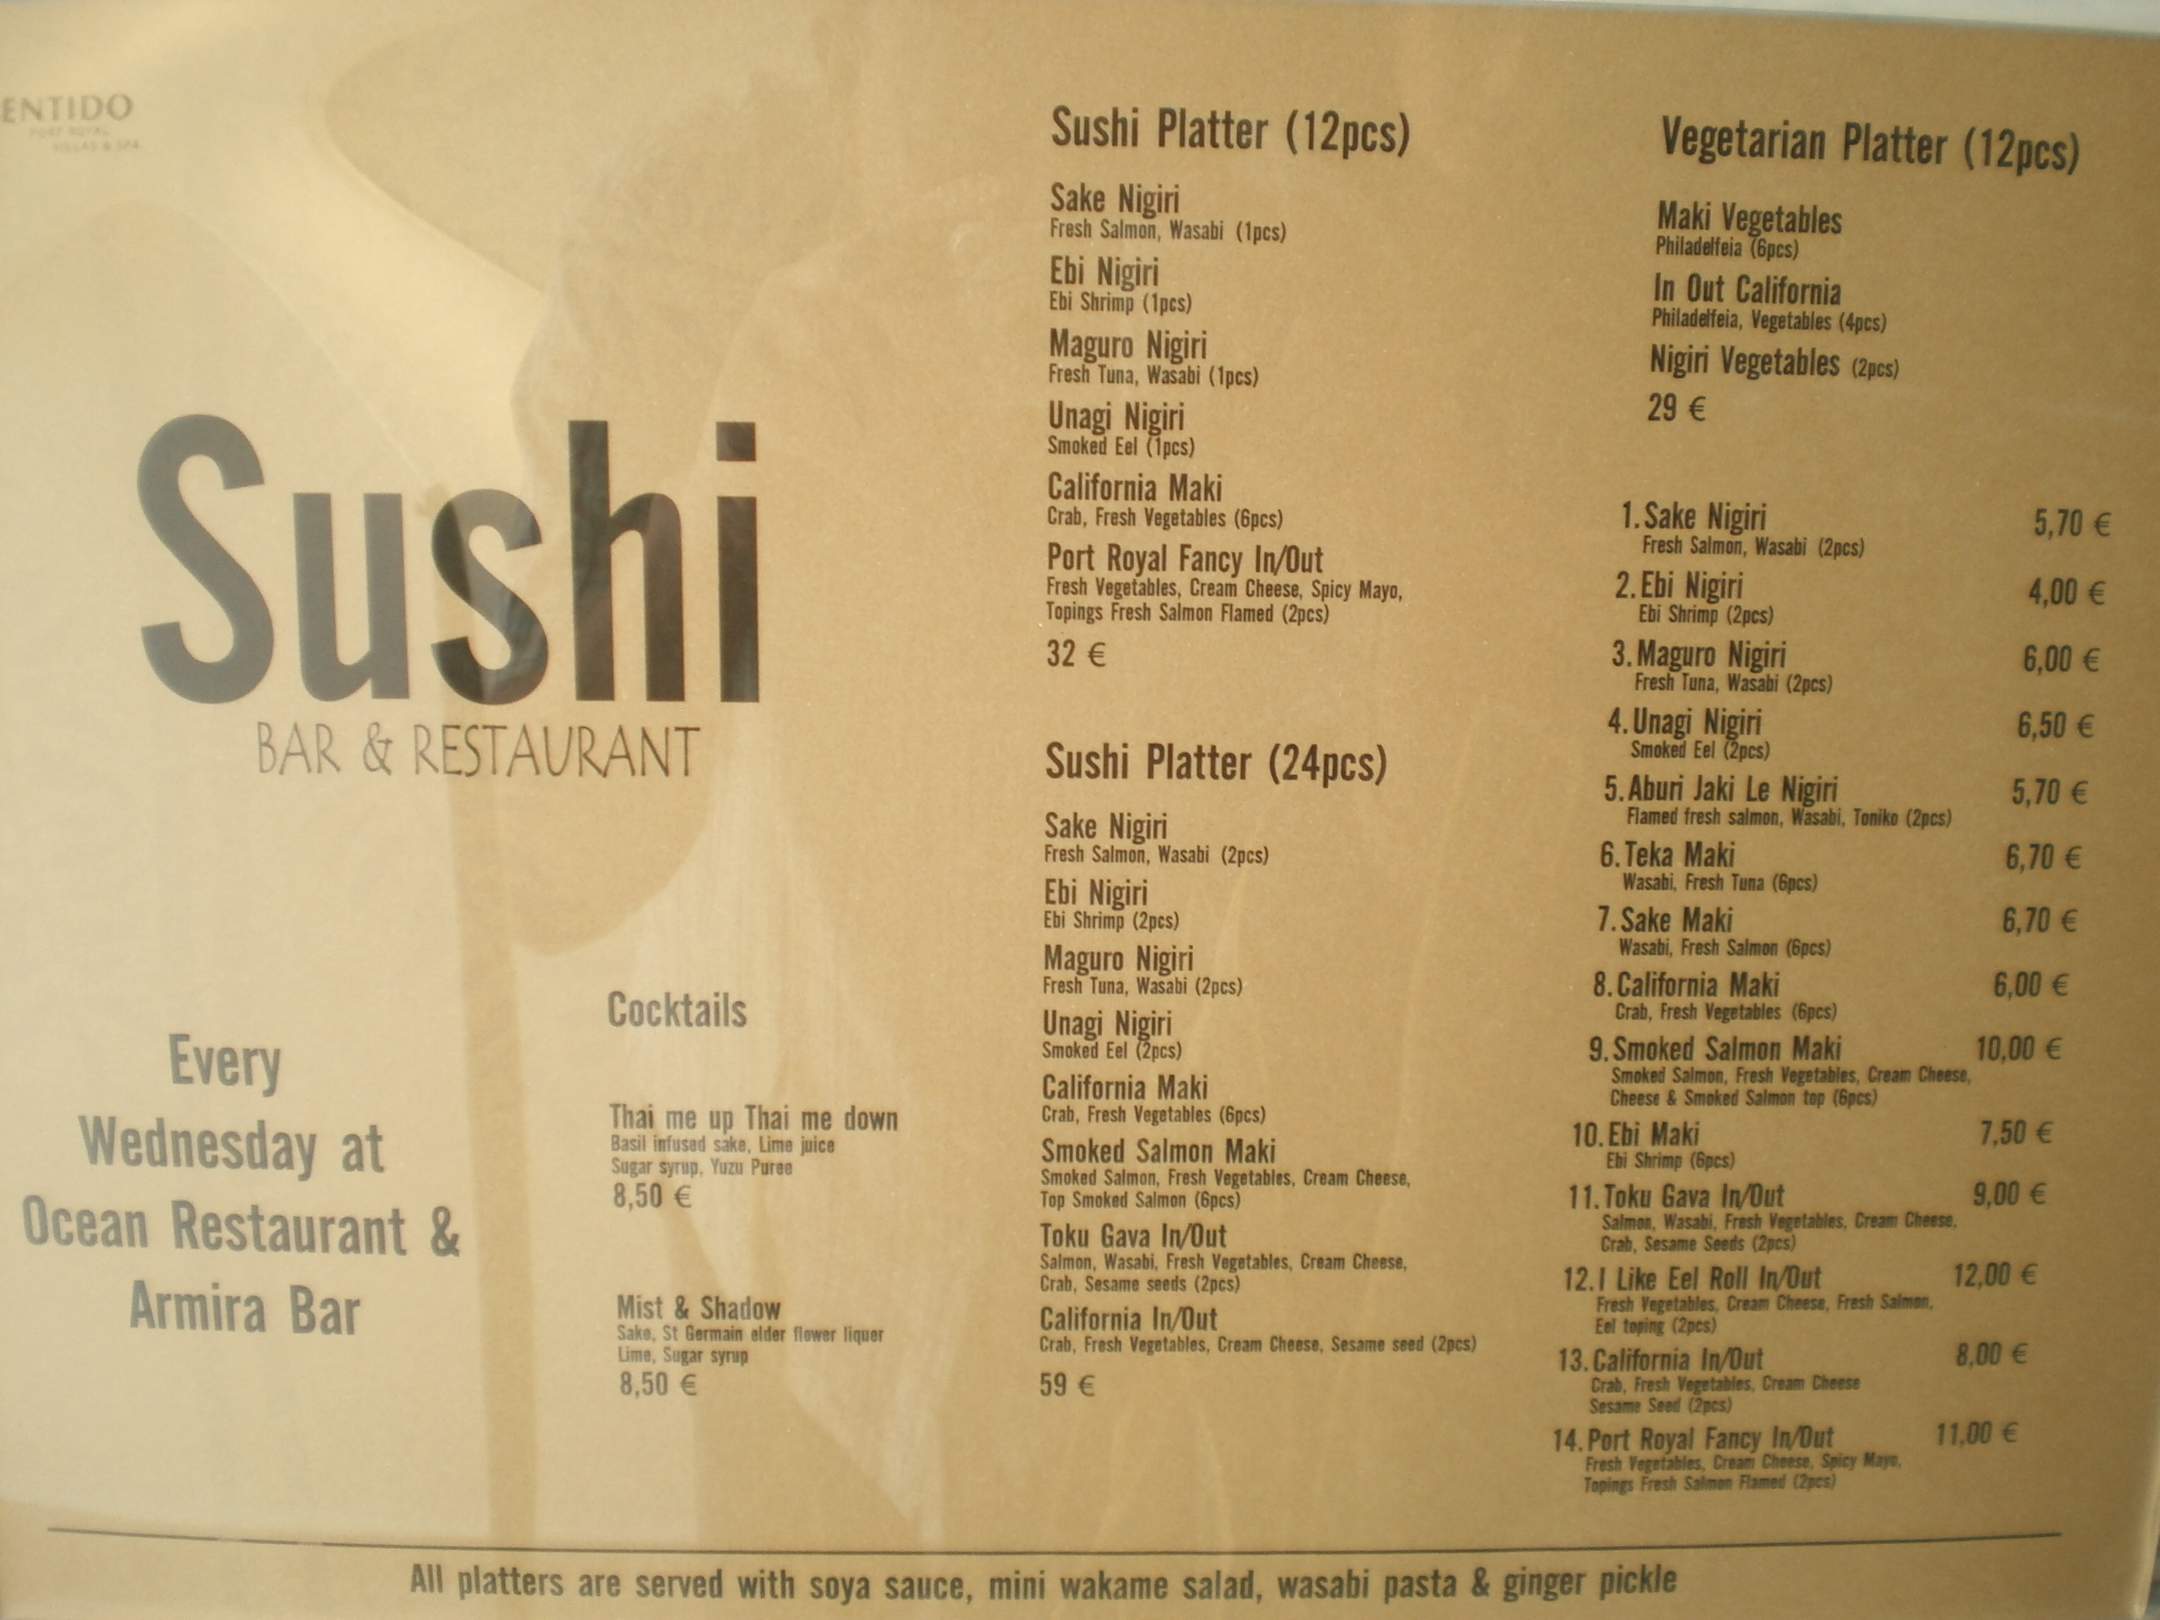 ENTIDO
PORT ROYAL
VILLAS & SPA
Sushi
BAR & RESTAURANT
Every
Wednesday at
Ocean Restaurant &
Armira Bar
Cocktails
Thai me up Thai me down
Basil infused sake, Lime juice
Sugar syrup, Yuzu Puree
8,50 €
Mist & Shadow
Sake, St Germain elder flower liquer
Lime, Sugar syrup
8,50 €
Sushi Platter (12pcs)
Sake Nigiri
Fresh Salmon, Wasabi (1pcs)
Ebi Nigiri
Ebi Shrimp (1pcs)
Maguro Nigiri
Fresh Tuna, Wasabi (1pcs)
Unagi Nigiri
Smoked Eel (1pcs)
California Maki
Crab, Fresh Vegetables (6pcs)
Port Royal Fancy In/Out
Fresh Vegetables, Cream Cheese, Spicy Mayo,
Topings Fresh Salmon Flamed (2pcs)
32 €
Sushi Platter (24pcs)
Sake Nigiri
Fresh Salmon, Wasabi (2pcs)
Ebi Nigiri
Ebi Shrimp (2pcs)
Maguro Nigiri
Fresh Tuna, Wasabi (2pcs)
Unagi Nigiri
Smoked Eel (2pcs)
California Maki
Crab, Fresh Vegetables (6pcs)
Smoked Salmon Maki
Smoked Salmon, Fresh Vegetables, Cream Cheese,
Top Smoked Salmon (6pcs)
Toku Gava In/Out
Salmon, Wasabi, Fresh Vegetables, Cream Cheese,
Crab, Sesame seeds (2pcs)
California In/Out
Crab, Fresh Vegetables, Cream Cheese, Sesame seed (2pcs)
59 €
Vegetarian Platter (12pcs)
Maki Vegetables
Philadelfeia (6pcs)
In Out California
Philadelfeia, Vegetables (4pcs)
Nigiri Vegetables (2pcs)
29 €
1. Sake Nigiri 5,70 €
Fresh Salmon, Wasabi (2pcs)
2. Ebi Nigiri 4,00 €
Ebi Shrimp (2pcs)
3. Maguro Nigiri 6,00 €
Fresh Tuna, Wasabi (2pcs)
4. Unagi Nigiri 6,50 €
Smoked Eel (2pcs)
5. Aburi Jaki Le Nigiri 5,70 €
Flamed fresh salmon, Wasabi, Toniko (2pcs)
6. Teka Maki 6,70 €
Wasabi, Fresh Tuna (6pcs)
7. Sake Maki 6,70 €
Wasabi, Fresh Salmon (6pcs)
8. California Maki 6,00 €
Crab, Fresh Vegetables (6pcs)
9. Smoked Salmon Maki 10,00 €
Smoked Salmon, Fresh Vegetables, Cream Cheese,
Cheese & Smoked Salmon top (6pcs)
10. Ebi Maki 7,50 €
Ebi Shrimp (6pcs)
11. Toku Gava In/Out 9,00 €
Salmon, Wasabi, Fresh Vegetables, Cream Cheese,
Crab, Sesame Seeds (2pcs)
12. I Like Eel Roll In/Out 12,00 €
Fresh Vegetables, Cream Cheese, Fresh Salmon,
Eel toping (2pcs)
13. California In/Out 8,00 €
Crab, Fresh Vegetables, Cream Cheese
Sesame Seed (2pcs)
14. Port Royal Fancy In/Out 11,00 €
Fresh Vegetables, Cream Cheese, Spicy Mayo,
Topings Fresh Salmon Flamed (2pcs)
All platters are served with soya sauce, mini wakame salad, wasabi pasta & ginger pickle